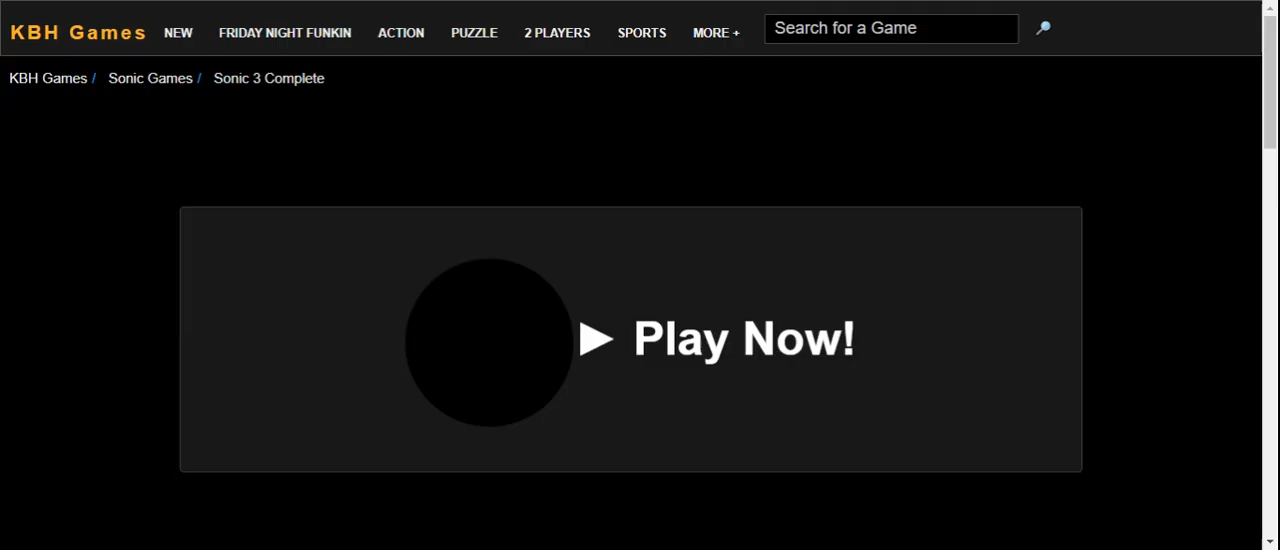 KBH Games NEW FRIDAY NIGHT FUNKIN ACTION PUZZLE 2 PLAYERS SPORTS MORE + Search for a Game
KBH Games / Sonic Games / Sonic 3 Complete
Play Now!